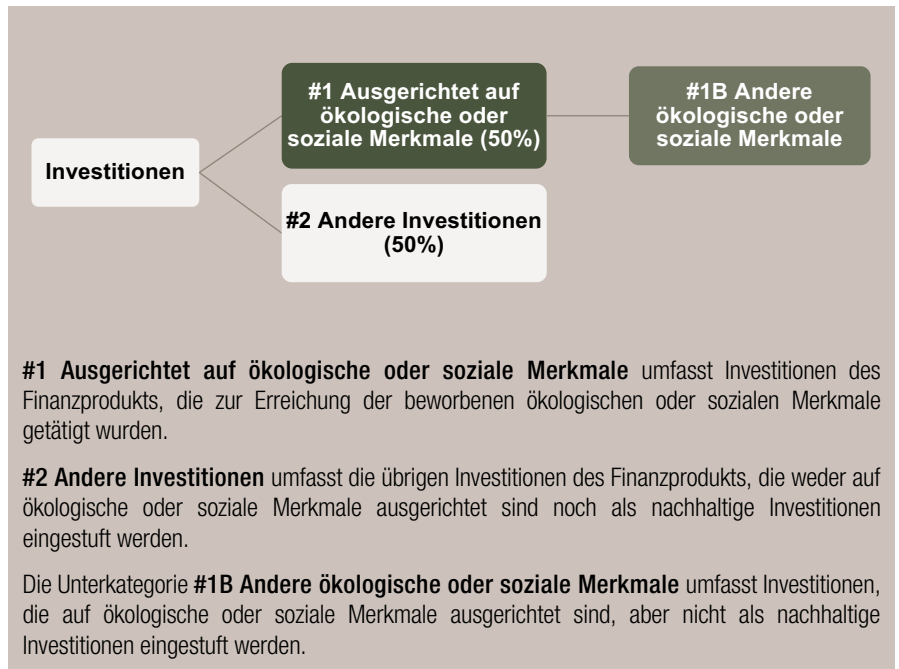 #1 Ausgerichtet auf
ökologische oder
soziale Merkmale (50%)
#1B Andere
ökologische oder
soziale Merkmale
Investitionen
#2 Andere Investitionen
(50%)
#1 Ausgerichtet auf ökologische oder soziale Merkmale umfasst Investitionen des
Finanzprodukts, die zur Erreichung der beworbenen ökologischen oder sozialen Merkmale
getätigt wurden.
#2 Andere Investitionen umfasst die übrigen Investitionen des Finanzprodukts, die weder auf
ökologische oder soziale Merkmale ausgerichtet sind noch als nachhaltige Investitionen
eingestuft werden.
Die Unterkategorie #1B Andere ökologische oder soziale Merkmale umfasst Investitionen,
die auf ökologische oder soziale Merkmale ausgerichtet sind, aber nicht als nachhaltige
Investitionen eingestuft werden.